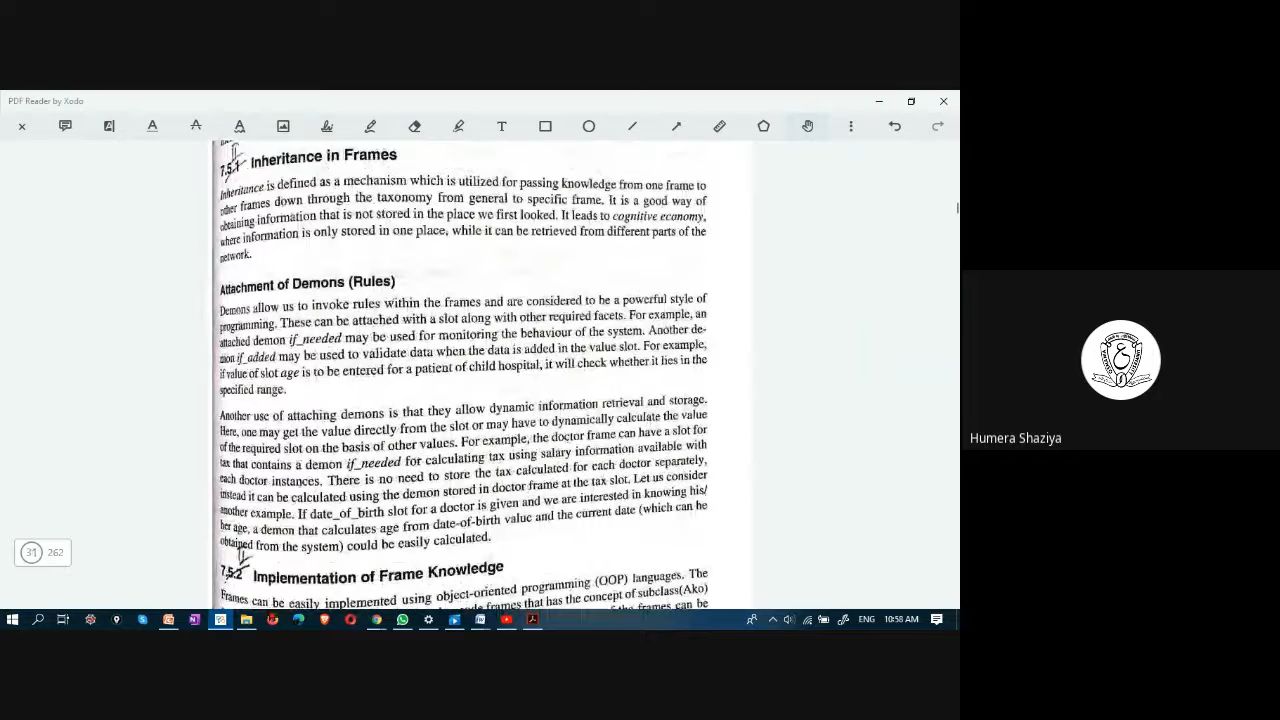 PDF Reader by Xodo
7.5.1 Inheritance in Frames
Inheritance is defined as a mechanism which is utilized for passing knowledge from one frame to
other frames down through the taxonomy from general to specific frame. It is a good way of
obtaining information that is not stored in the place we first looked. It leads to cognitive economy,
where information is only stored in one place, while it can be retrieved from different parts of the
network.
Attachment of Demons (Rules)
Demons allow us to invoke rules within the frames and are considered to be a powerful style of
programming. These can be attached with a slot along with other required facets. For example, an
attached demon if_needed may be used for monitoring the behaviour of the system. Another de-
mon if_added may be used to validate data when the data is added in the value slot. For example,
if value of slot age is to be entered for a patient of child hospital, it will check whether it lies in the
specified range.
Another use of attaching demons is that they allow dynamic information retrieval and storage.
Here, one may get the value directly from the slot or may have to dynamically calculate the value
of the required slot on the basis of other values. For example, the doctor frame can have a slot for
tax that contains a demon if_needed for calculating tax using salary information available with
each doctor instances. There is no need to store the tax calculated for each doctor separately,
instead it can be calculated using the demon stored in doctor frame at the tax slot. Let us consider
another example. If date_of_birth slot for a doctor is given and we are interested in knowing his/
her age, a demon that calculates age from date-of-birth value and the current date (which can be
obtained from the system) could be easily calculated.
7.5.2 Implementation of Frame Knowledge
Frames can be easily implemented using object-oriented programming (OOP) languages. The
frames that has the concept of subclass(Ako)
the frames can be
31 262
ENG 10:58 AM
Humera Shaziya